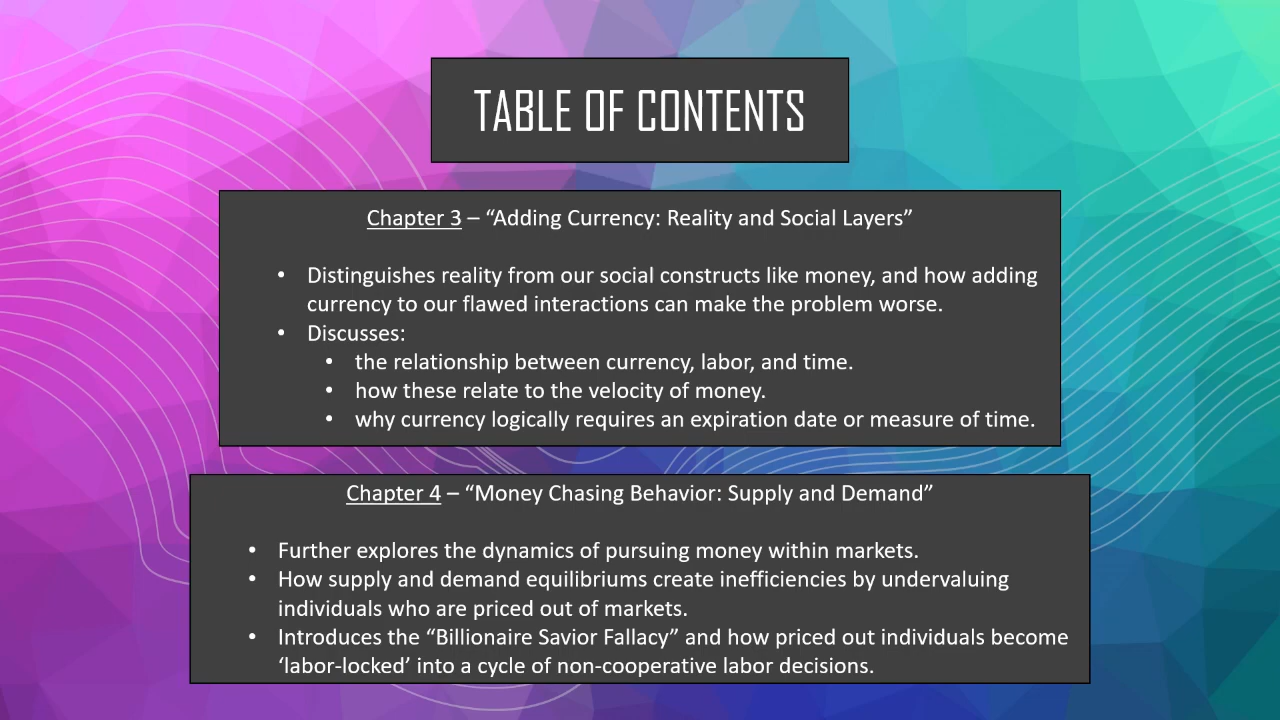 TABLE OF CONTENTS
Chapter 3 – “Adding Currency: Reality and Social Layers”
• Distinguishes reality from our social constructs like money, and how adding
currency to our flawed interactions can make the problem worse.
• Discusses:
• the relationship between currency, labor, and time.
• how these relate to the velocity of money.
• why currency logically requires an expiration date or measure of time.
Chapter 4 – “Money Chasing Behavior: Supply and Demand”
• Further explores the dynamics of pursuing money within markets.
• How supply and demand equilibriums create inefficiencies by undervaluing
individuals who are priced out of markets.
• Introduces the “Billionaire Savior Fallacy” and how priced out individuals become
‘labor-locked’ into a cycle of non-cooperative labor decisions.